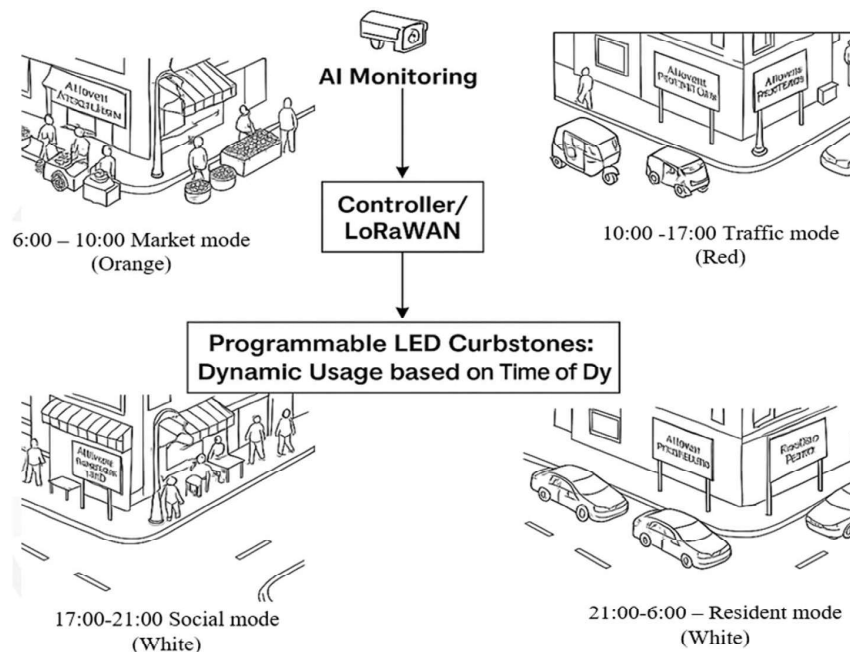 AI Monitoring
Controller/
LoRaWAN
6:00 – 10:00 Market mode
(Orange)
10:00 -17:00 Traffic mode
(Red)
Programmable LED Curbstones:
Dynamic Usage based on Time of Dy
17:00-21:00 Social mode
(White)
21:00-6:00 – Resident mode
(White)